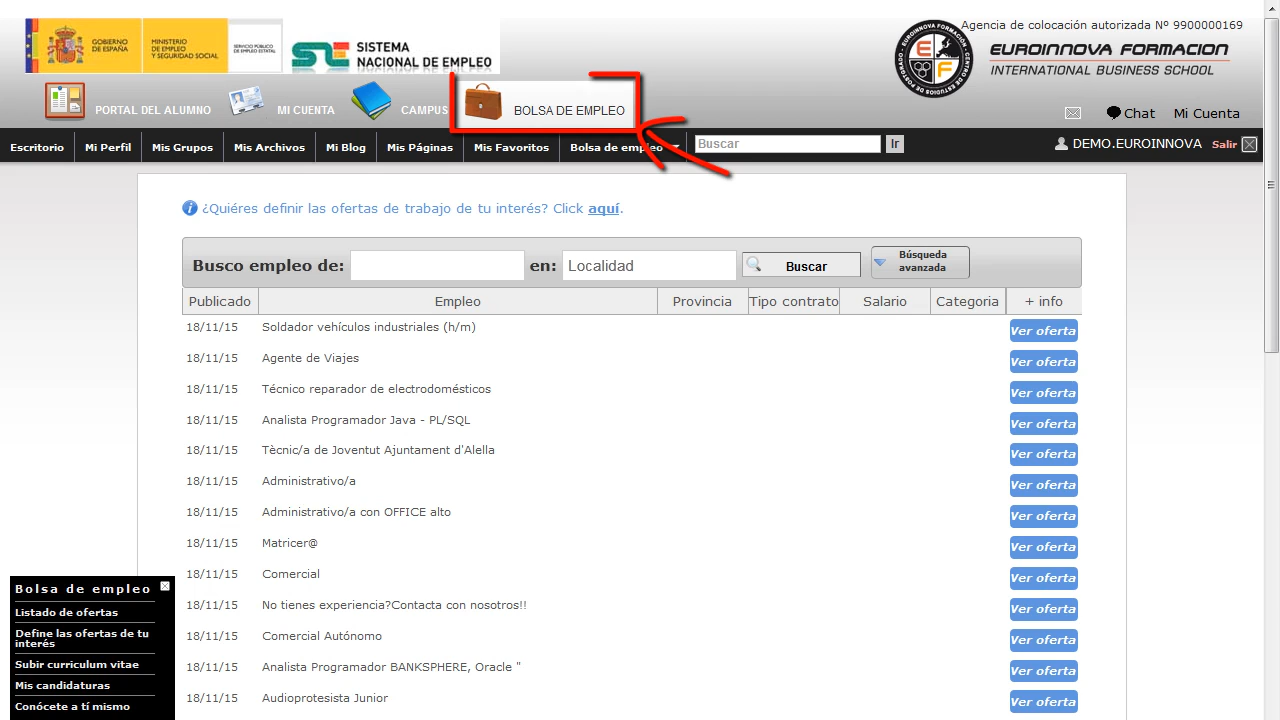 GOBIERNO DE ESPAÑA
MINISTERIO DE EMPLEO Y SEGURIDAD SOCIAL
SERVICIO PÚBLICO DE EMPLEO ESTATAL
SISTEMA NACIONAL DE EMPLEO
Agencia de colocación autorizada Nº 9900000169
EUROINNOVA FORMACION
INTERNATIONAL BUSINESS SCHOOL
EUROINNOVA FORMACIÓN · CENTRO DE ESTUDIOS DE POSTGRADO
E F
PORTAL DEL ALUMNO MI CUENTA CAMPUS BOLSA DE EMPLEO
Chat Mi Cuenta
Escritorio Mi Perfil Mis Grupos Mis Archivos Mi Blog Mis Páginas Mis Favoritos Bolsa de empleo Buscar Ir DEMO.EUROINNOVA Salir
¿Quiéres definir las ofertas de trabajo de tu interés? Click aquí.
Busco empleo de: en: Localidad Buscar Búsqueda avanzada
Publicado Empleo Provincia Tipo contrato Salario Categoria + info
18/11/15 Soldador vehículos industriales (h/m) Ver oferta
18/11/15 Agente de Viajes Ver oferta
18/11/15 Técnico reparador de electrodomésticos Ver oferta
18/11/15 Analista Programador Java - PL/SQL Ver oferta
18/11/15 Tècnic/a de Joventut Ajuntament d'Alella Ver oferta
18/11/15 Administrativo/a Ver oferta
18/11/15 Administrativo/a con OFFICE alto Ver oferta
18/11/15 Matricer@ Ver oferta
18/11/15 Comercial Ver oferta
18/11/15 No tienes experiencia?Contacta con nosotros!! Ver oferta
18/11/15 Comercial Autónomo Ver oferta
18/11/15 Analista Programador BANKSPHERE, Oracle " Ver oferta
18/11/15 Audioprotesista Junior Ver oferta
Bolsa de empleo
Listado de ofertas
Define las ofertas de tu
interés
Subir curriculum vitae
Mis candidaturas
Conócete a tí mismo